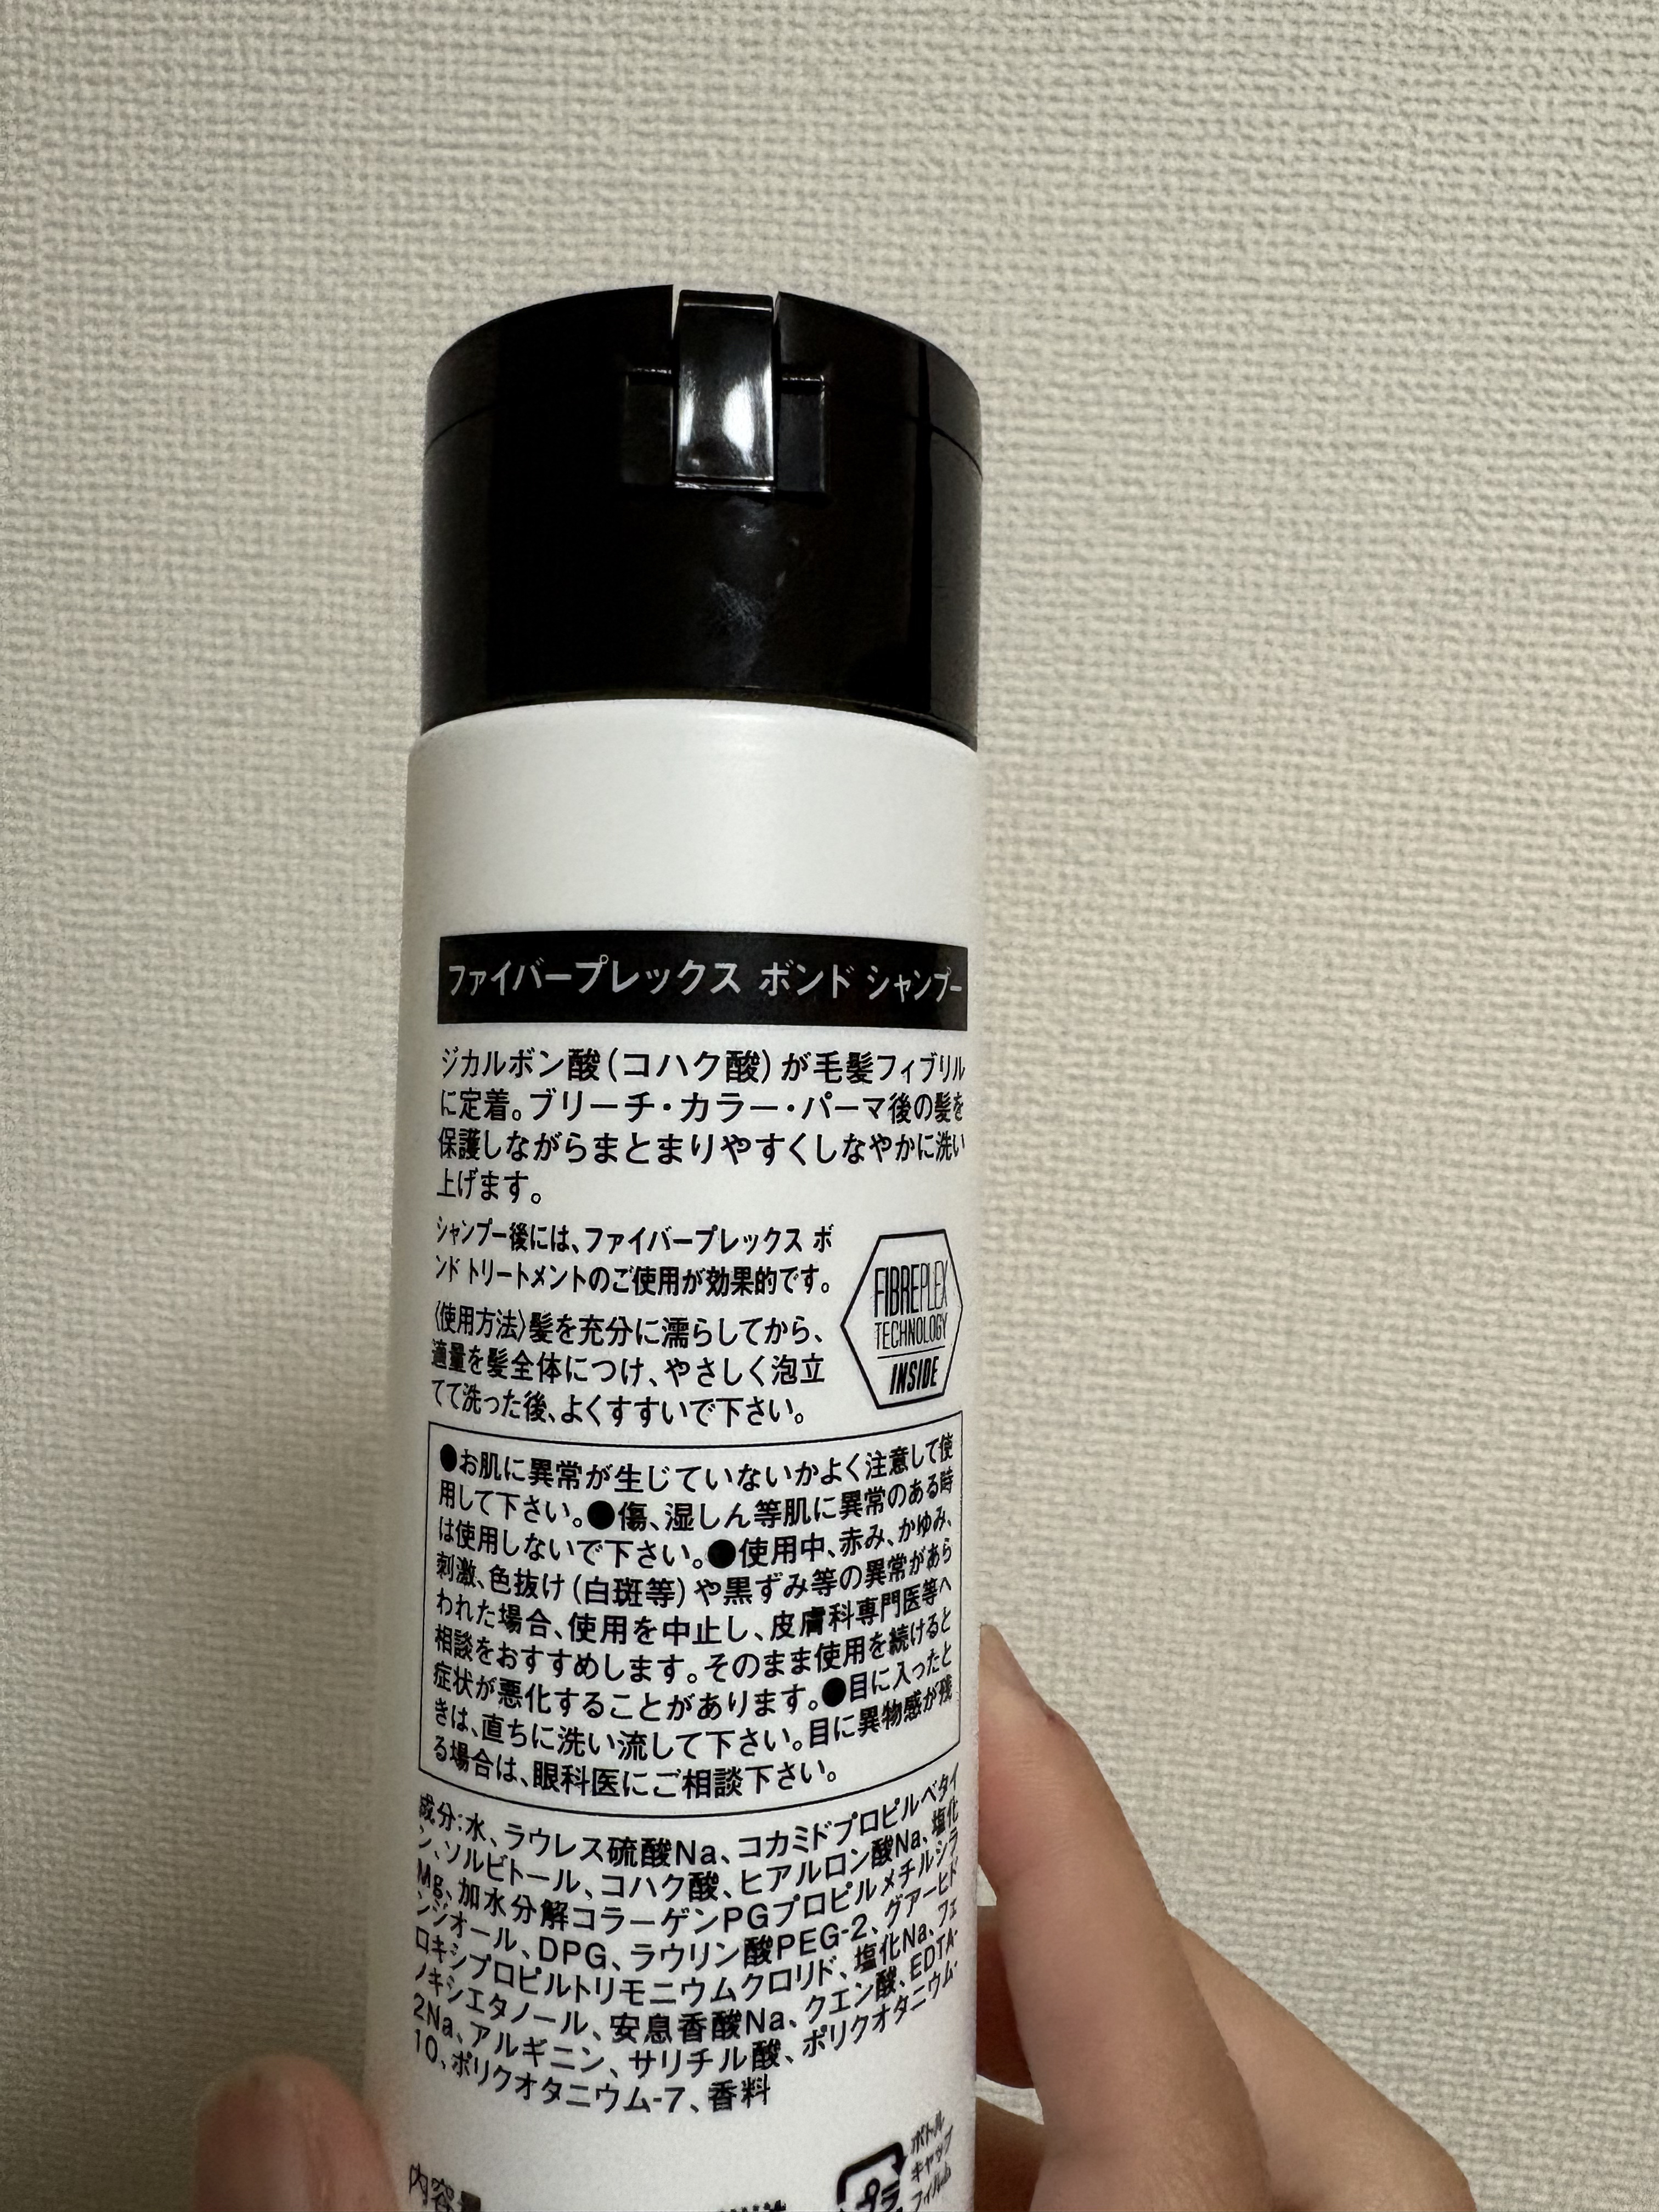 ファイバープレックス ボンド シャンプー
ジカルボン酸(コハク酸)が毛髪フィブリル
に定着。ブリーチ・カラー・パーマ後の髪を
保護しながらまとまりやすくしなやかに洗い
上げます。
シャンプー後には、ファイバープレックス ボ
ンド トリートメントのご使用が効果的です。
〈使用方法〉髪を充分に濡らしてから、
適量を髪全体につけ、やさしく泡立
てて洗った後、よくすすいで下さい。
FIBREPLEX
TECHNOLOGY
INSIDE
●お肌に異常が生じていないかよく注意して使
用して下さい。●傷、湿しん等肌に異常のある時
は使用しないで下さい。●使用中、赤み、かゆみ、
刺激、色抜け(白斑等)や黒ずみ等の異常があら
われた場合、使用を中止し、皮膚科専門医等へ
相談をおすすめします。そのまま使用を続けると
症状が悪化することがあります。●目に入ったと
きは、直ちに洗い流して下さい。目に異物感が残
る場合は、眼科医にご相談下さい。
成分:水、ラウレス硫酸Na、コカミドプロピルベタイ
ン、ソルビトール、コハク酸、ヒアルロン酸Na、塩化
Mg、加水分解コラーゲンPGプロピルメチルシラ
ンジオール、DPG、ラウリン酸PEG-2、グアーヒド
ロキシプロピルトリモニウムクロリド、塩化Na、フェ
ノキシエタノール、安息香酸Na、クエン酸、EDTA-
2Na、アルギニン、サリチル酸、ポリクオタニウム-
10、ポリクオタニウム-7、香料
ボトル
キャップ
フィルム
プラ
内容